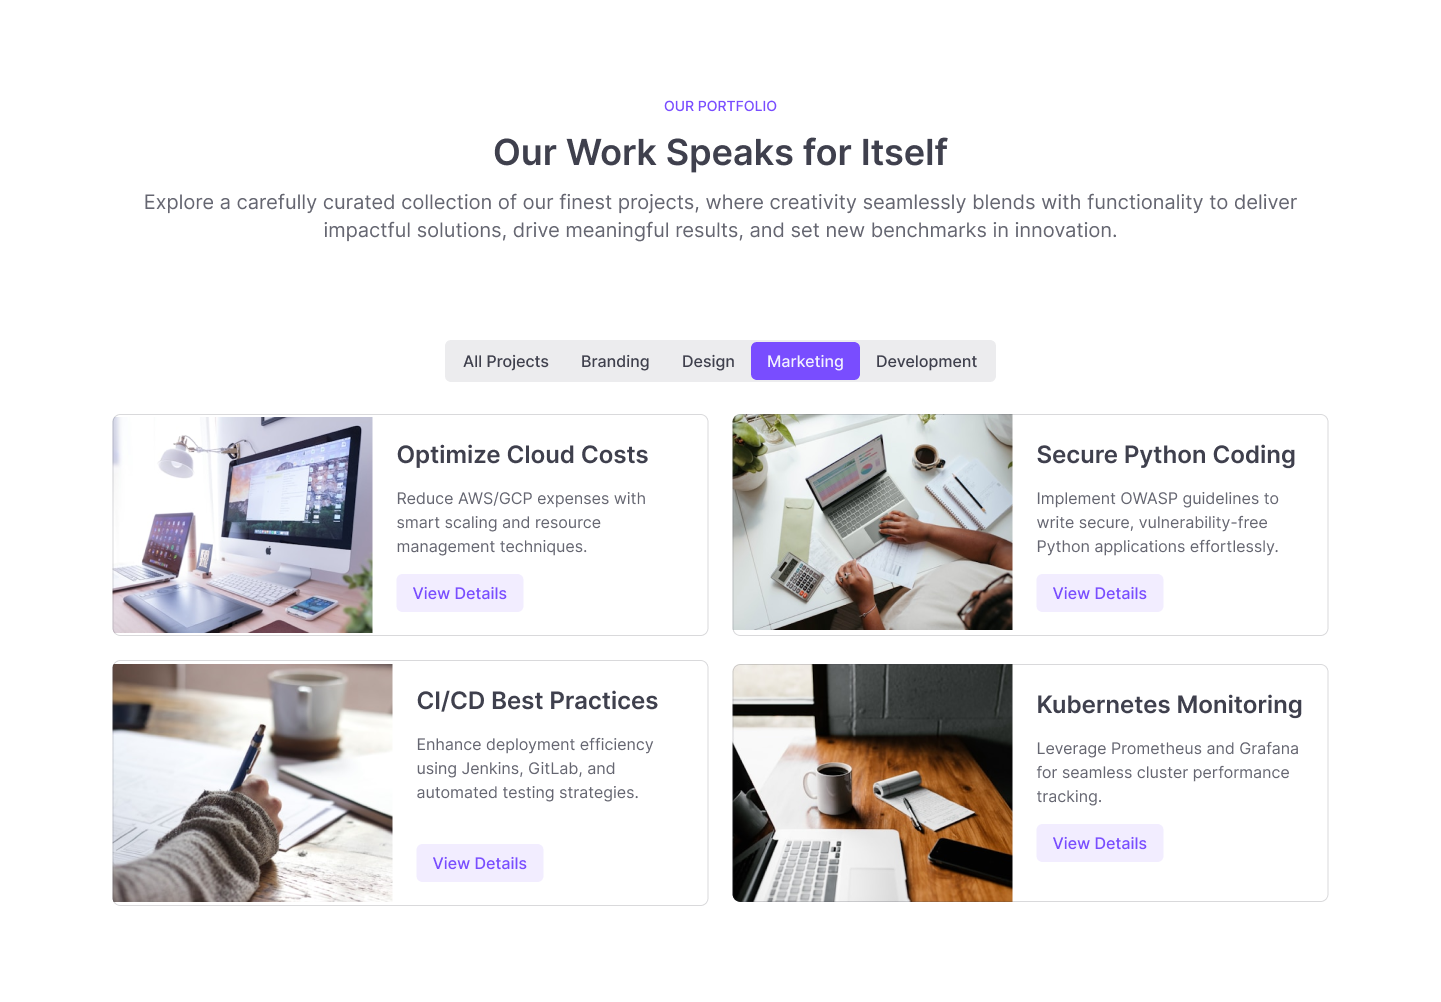 OUR PORTFOLIO
Our Work Speaks for Itself
Explore a carefully curated collection of our finest projects, where creativity seamlessly blends with functionality to deliver
impactful solutions, drive meaningful results, and set new benchmarks in innovation.
All Projects
Branding
Design
Marketing
Development
Optimize Cloud Costs
Reduce AWS/GCP expenses with
smart scaling and resource
management techniques.
View Details
Secure Python Coding
Implement OWASP guidelines to
write secure, vulnerability-free
Python applications effortlessly.
View Details
CI/CD Best Practices
Enhance deployment efficiency
using Jenkins, GitLab, and
automated testing strategies.
View Details
Kubernetes Monitoring
Leverage Prometheus and Grafana
for seamless cluster performance
tracking.
View Details